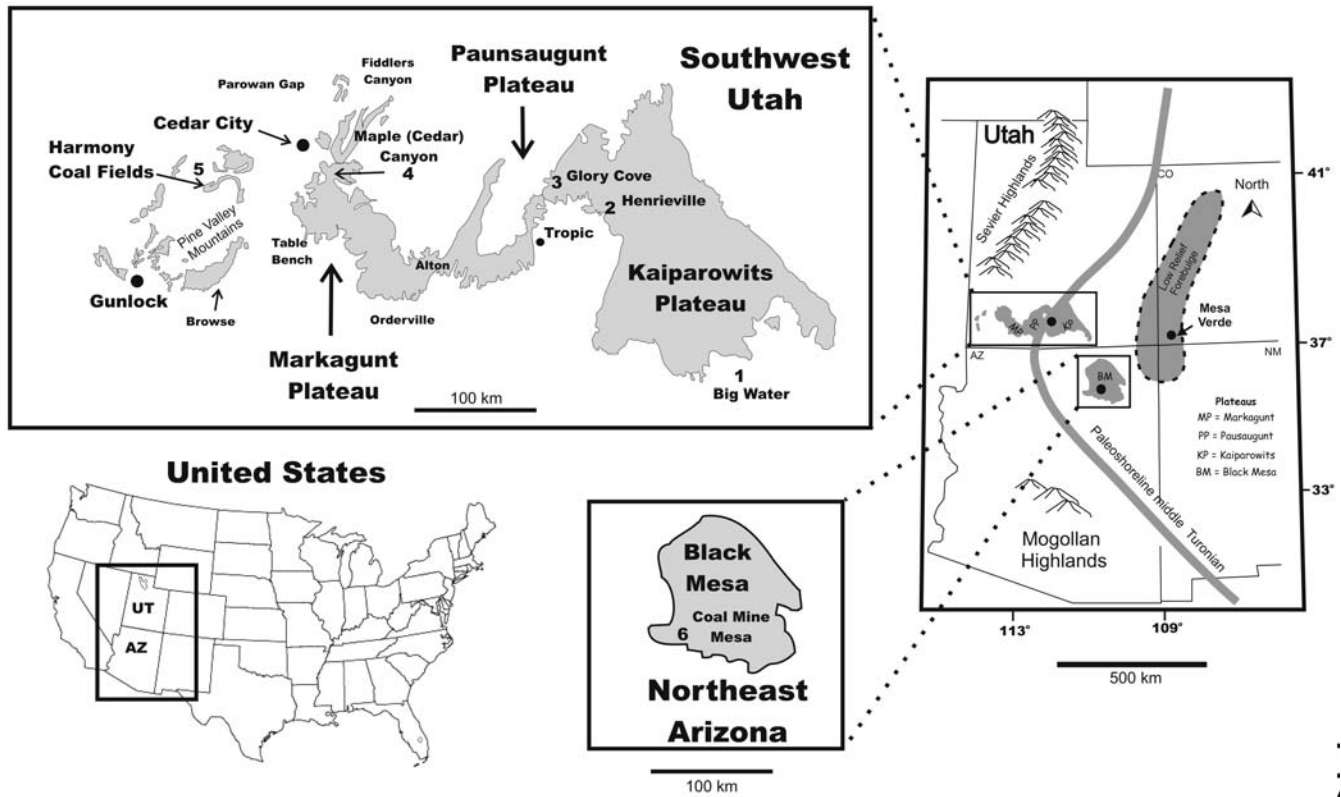 Southwest
Utah
Paunsaugunt
Plateau
Fiddlers
Canyon
Parowan Gap
Cedar City
Maple (Cedar)
Canyon
4
Harmony
Coal Fields
5
3 Glory Cove
2 Henrieville
Pine Valley
Mountains
Tropic
Table
Bench
Alton
Kaiparowits
Plateau
Gunlock
Browse
Orderville
Markagunt
Plateau
1
Big Water
100 km
United States
UT
AZ
Black
Mesa
Coal Mine
Mesa
6
Northeast
Arizona
100 km
Utah
Sevier Highlands
CO
41°
North
Low Relief
Forebulge
Mesa
Verde
MP
PP
KP
AZ
NM
37°
BM
Plateaus
MP = Markagunt
PP = Pausaugunt
KP = Kaiparowits
BM = Black Mesa
Paleoshoreline middle Turonian
33°
Mogollan
Highlands
113°
109°
500 km